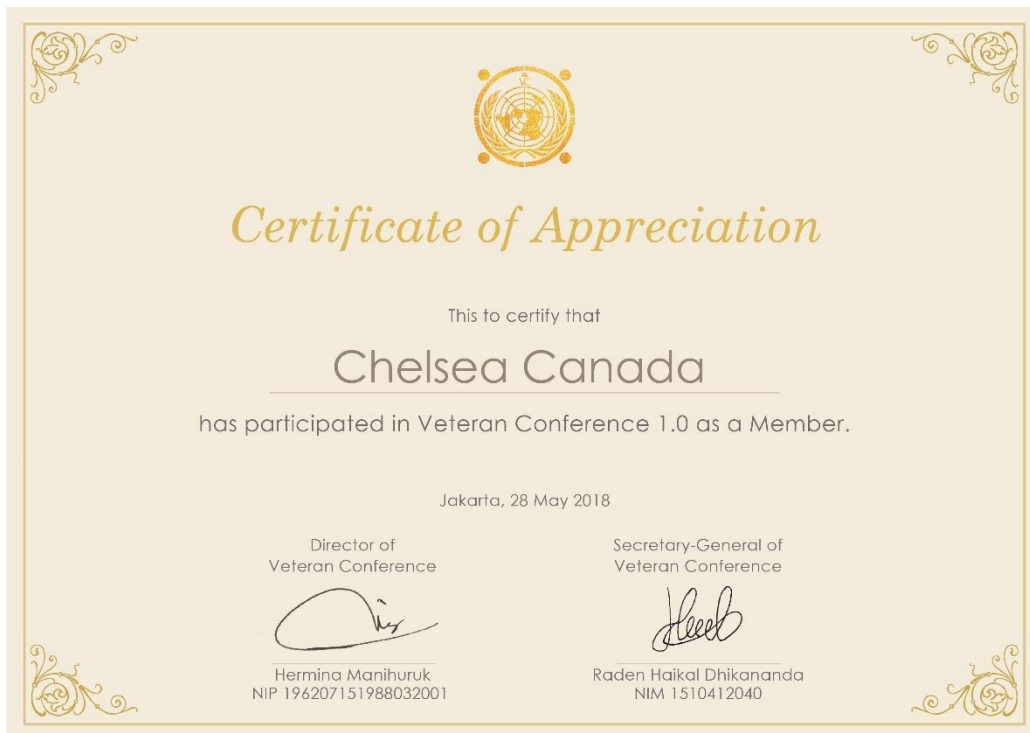 Certificate of Appreciation
This to certify that
Chelsea Canada
has participated in Veteran Conference 1.0 as a Member.
Jakarta, 28 May 2018
Director of
Veteran Conference
Hermina Manihuruk
NIP 196207151988032001
Secretary-General of
Veteran Conference
Raden Haikal Dhikananda
NIM 1510412040